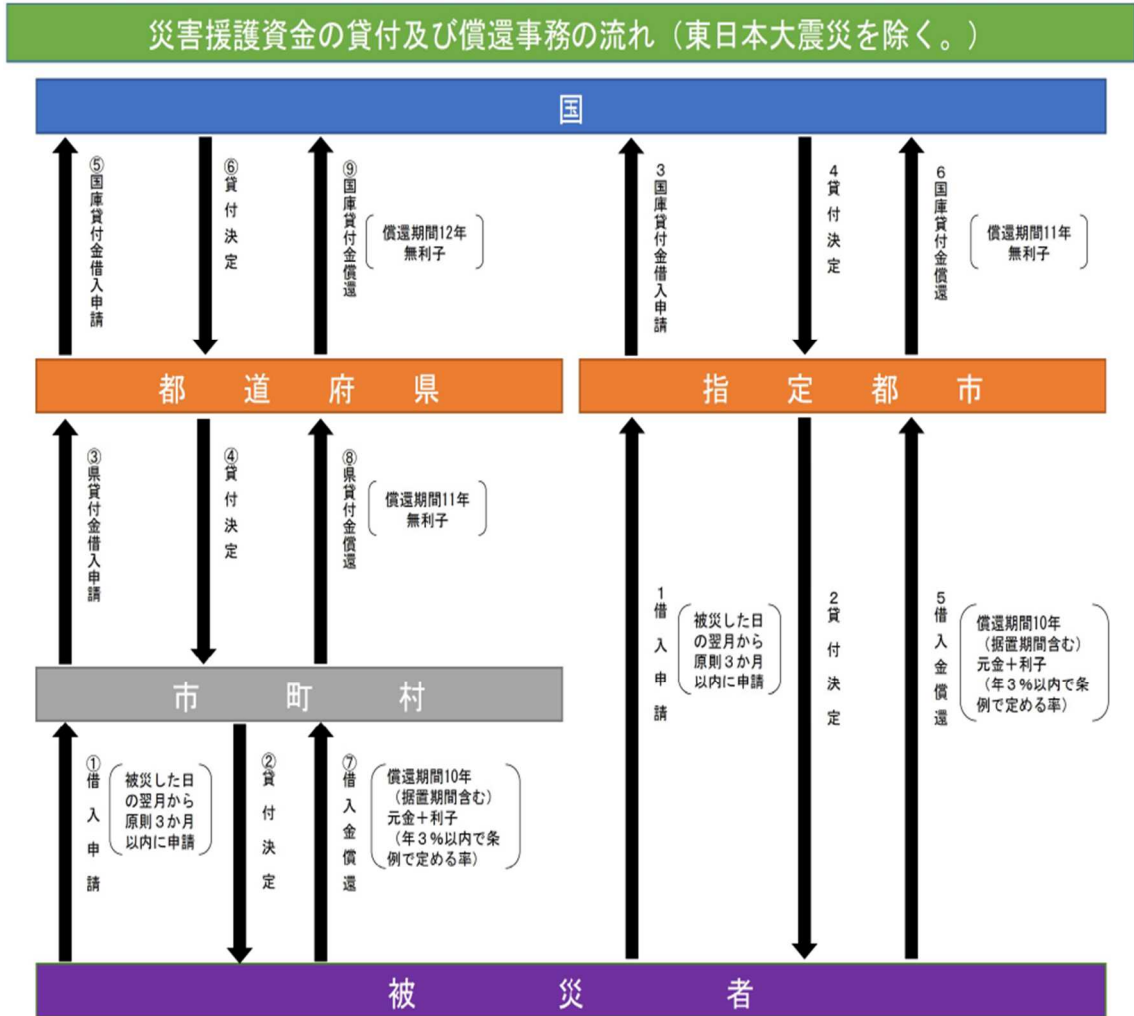 災害援護資金の貸付及び償還事務の流れ（東日本大震災を除く。）
国
⑤国庫貸付金借入申請
⑥貸付決定
⑨国庫貸付金償還
償還期間12年
無利子
3国庫貸付金借入申請
4貸付決定
6国庫貸付金償還
償還期間11年
無利子
都道府県
指定都市
③県貸付金借入申請
④貸付決定
⑧県貸付金償還
償還期間11年
無利子
1借入申請
被災した日
の翌月から
原則３か月
以内に申請
2貸付決定
5借入金償還
償還期間10年
（据置期間含む）
元金＋利子
（年３％以内で条
例で定める率）
市町村
①借入申請
被災した日
の翌月から
原則３か月
以内に申請
②貸付決定
⑦借入金償還
償還期間10年
（据置期間含む）
元金＋利子
（年３％以内で条
例で定める率）
被災者